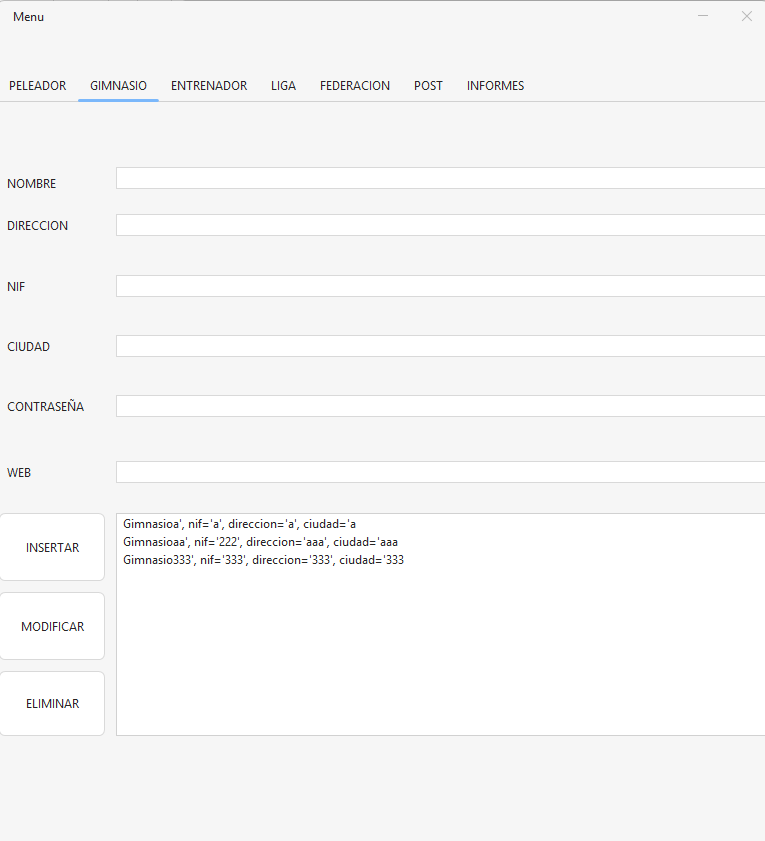 Menu
PELEADOR GIMNASIO ENTRENADOR LIGA FEDERACION POST INFORMES
NOMBRE
DIRECCION
NIF
CIUDAD
CONTRASEÑA
WEB
INSERTAR
MODIFICAR
ELIMINAR
Gimnasioa', nif='a', direccion='a', ciudad='a
Gimnasioaa', nif='222', direccion='aaa', ciudad='aaa
Gimnasio333', nif='333', direccion='333', ciudad='333